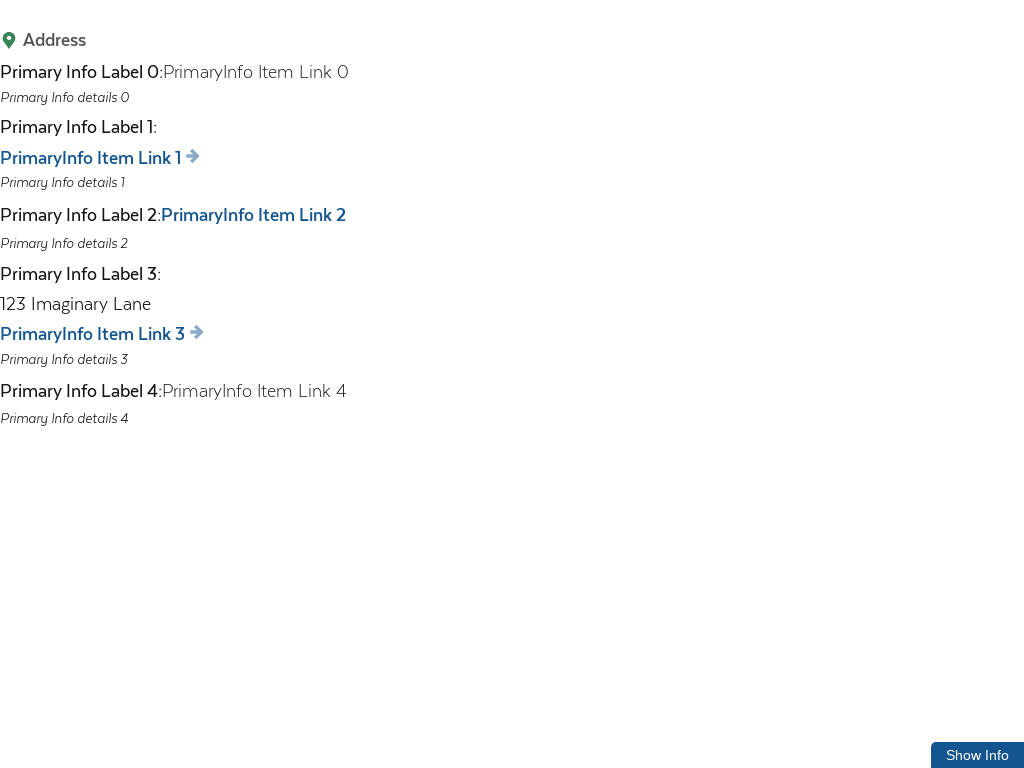 Address
Primary Info Label 0:PrimaryInfo Item Link 0
Primary Info details 0
Primary Info Label 1:
PrimaryInfo Item Link 1
Primary Info details 1
Primary Info Label 2:PrimaryInfo Item Link 2
Primary Info details 2
Primary Info Label 3:
123 Imaginary Lane
PrimaryInfo Item Link 3
Primary Info details 3
Primary Info Label 4:PrimaryInfo Item Link 4
Primary Info details 4
Show Info